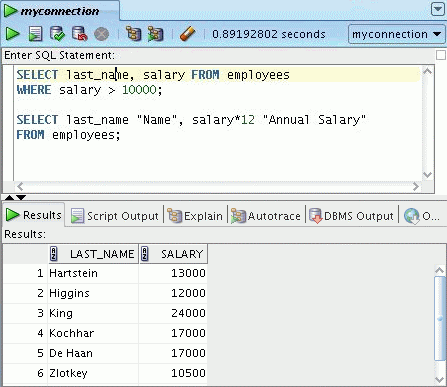 myconnection
0.89192802 seconds
myconnection
Enter SQL Statement:
SELECT last_name, salary FROM employees
WHERE salary > 10000;
SELECT last_name "Name", salary*12 "Annual Salary"
FROM employees;
Results Script Output Explain Autotrace DBMS Output O...
Results:
LAST_NAME SALARY
1 Hartstein 13000
2 Higgins 12000
3 King 24000
4 Kochhar 17000
5 De Haan 17000
6 Zlotkey 10500